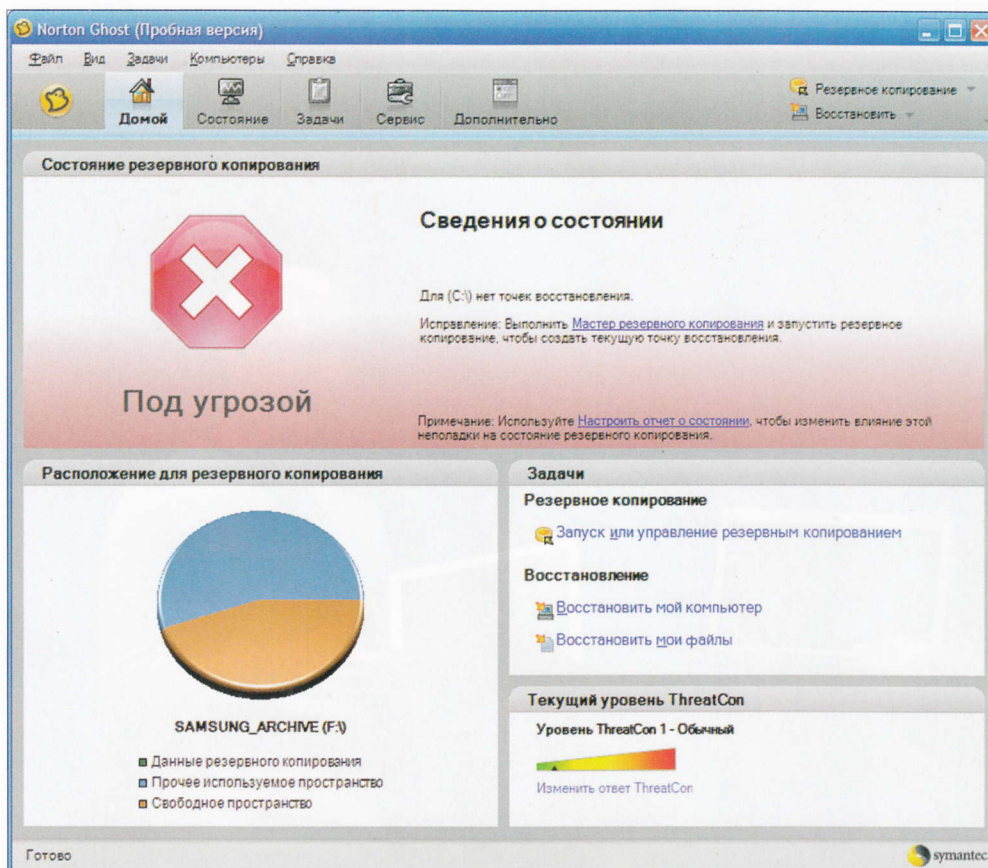 Norton Ghost (Пробная версия)
Файл Вид Задачи Компьютеры Справка
Домой Состояние Задачи Сервис Дополнительно
Резервное копирование
Восстановить
Состояние резервного копирования
Под угрозой
Сведения о состоянии
Для (C:\) нет точек восстановления.
Исправление: Выполнить Мастер резервного копирования и запустить резервное
копирование, чтобы создать текущую точку восстановления.
Примечание: Используйте Настроить отчет о состоянии, чтобы изменить влияние этой
неполадки на состояние резервного копирования.
Расположение для резервного копирования
SAMSUNG_ARCHIVE (F:\)
Данные резервного копирования
Прочее используемое пространство
Свободное пространство
Задачи
Резервное копирование
Запуск или управление резервным копированием
Восстановление
Восстановить мой компьютер
Восстановить мои файлы
Текущий уровень ThreatCon
Уровень ThreatCon 1 - Обычный
Изменить ответ ThreatCon
Готово
symantec